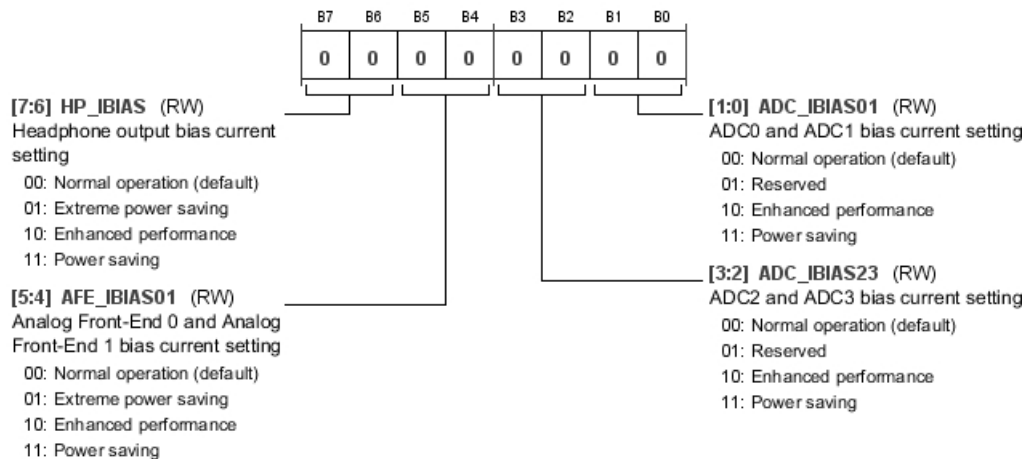 B7 B6 B5 B4 B3 B2 B1 B0
0 0 0 0 0 0 0 0
[7:6] HP_IBIAS (RW)
Headphone output bias current
setting
00: Normal operation (default)
01: Extreme power saving
10: Enhanced performance
11: Power saving
[5:4] AFE_IBIAS01 (RW)
Analog Front-End 0 and Analog
Front-End 1 bias current setting
00: Normal operation (default)
01: Extreme power saving
10: Enhanced performance
11: Power saving
[1:0] ADC_IBIAS01 (RW)
ADC0 and ADC1 bias current setting
00: Normal operation (default)
01: Reserved
10: Enhanced performance
11: Power saving
[3:2] ADC_IBIAS23 (RW)
ADC2 and ADC3 bias current setting
00: Normal operation (default)
01: Reserved
10: Enhanced performance
11: Power saving